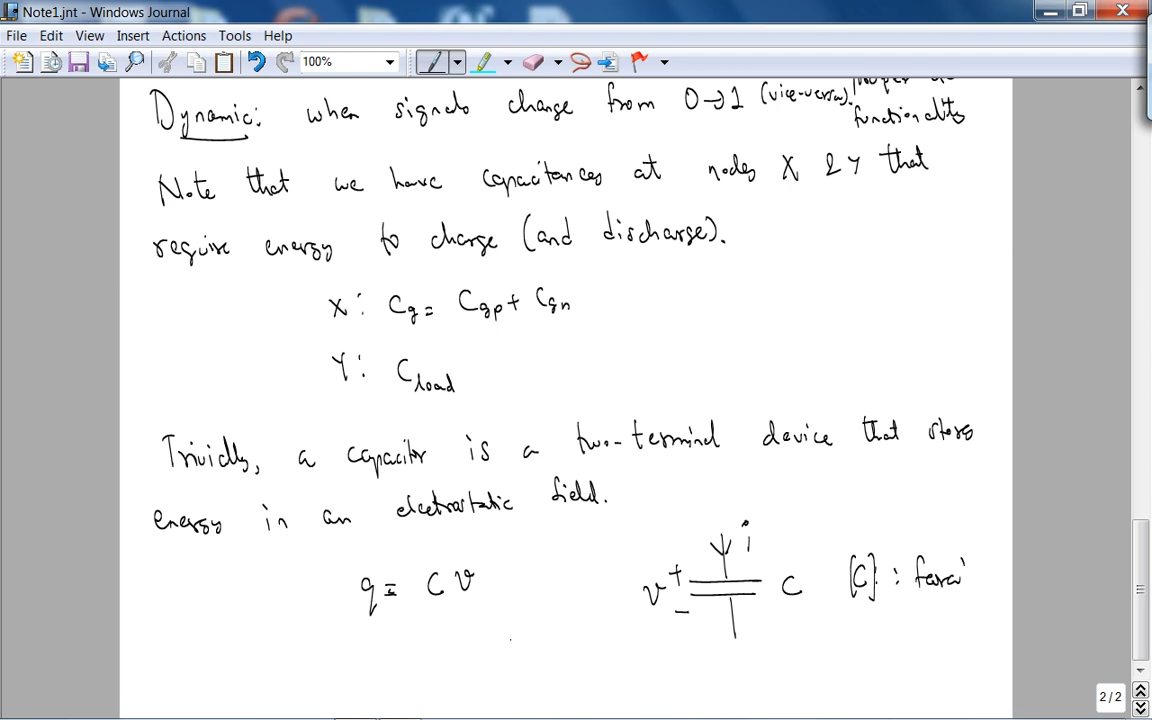 Note1.jnt - Windows Journal
File Edit View Insert Actions Tools Help
100%
Dynamic: when signals change from 0→1 (vice-versa).
functionality
Note that we have capacitances at nodes X & Y that
require energy to charge (and discharge).
X: Cg = Cgp + Cgn
Y: Cload
Trivially, a capacitor is a two-terminal device that stores
energy in an electrostatic field.
q = Cv
i
v + − C [C] : farad
2/2